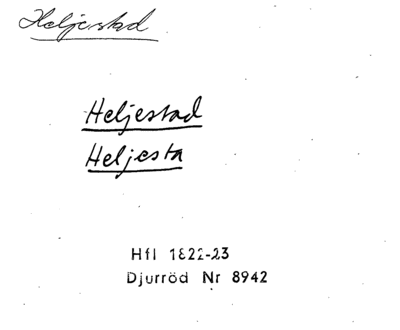 Heljestad
Heljestad
Heljesta
Hfl 1822-23
Djurröd Nr 8942